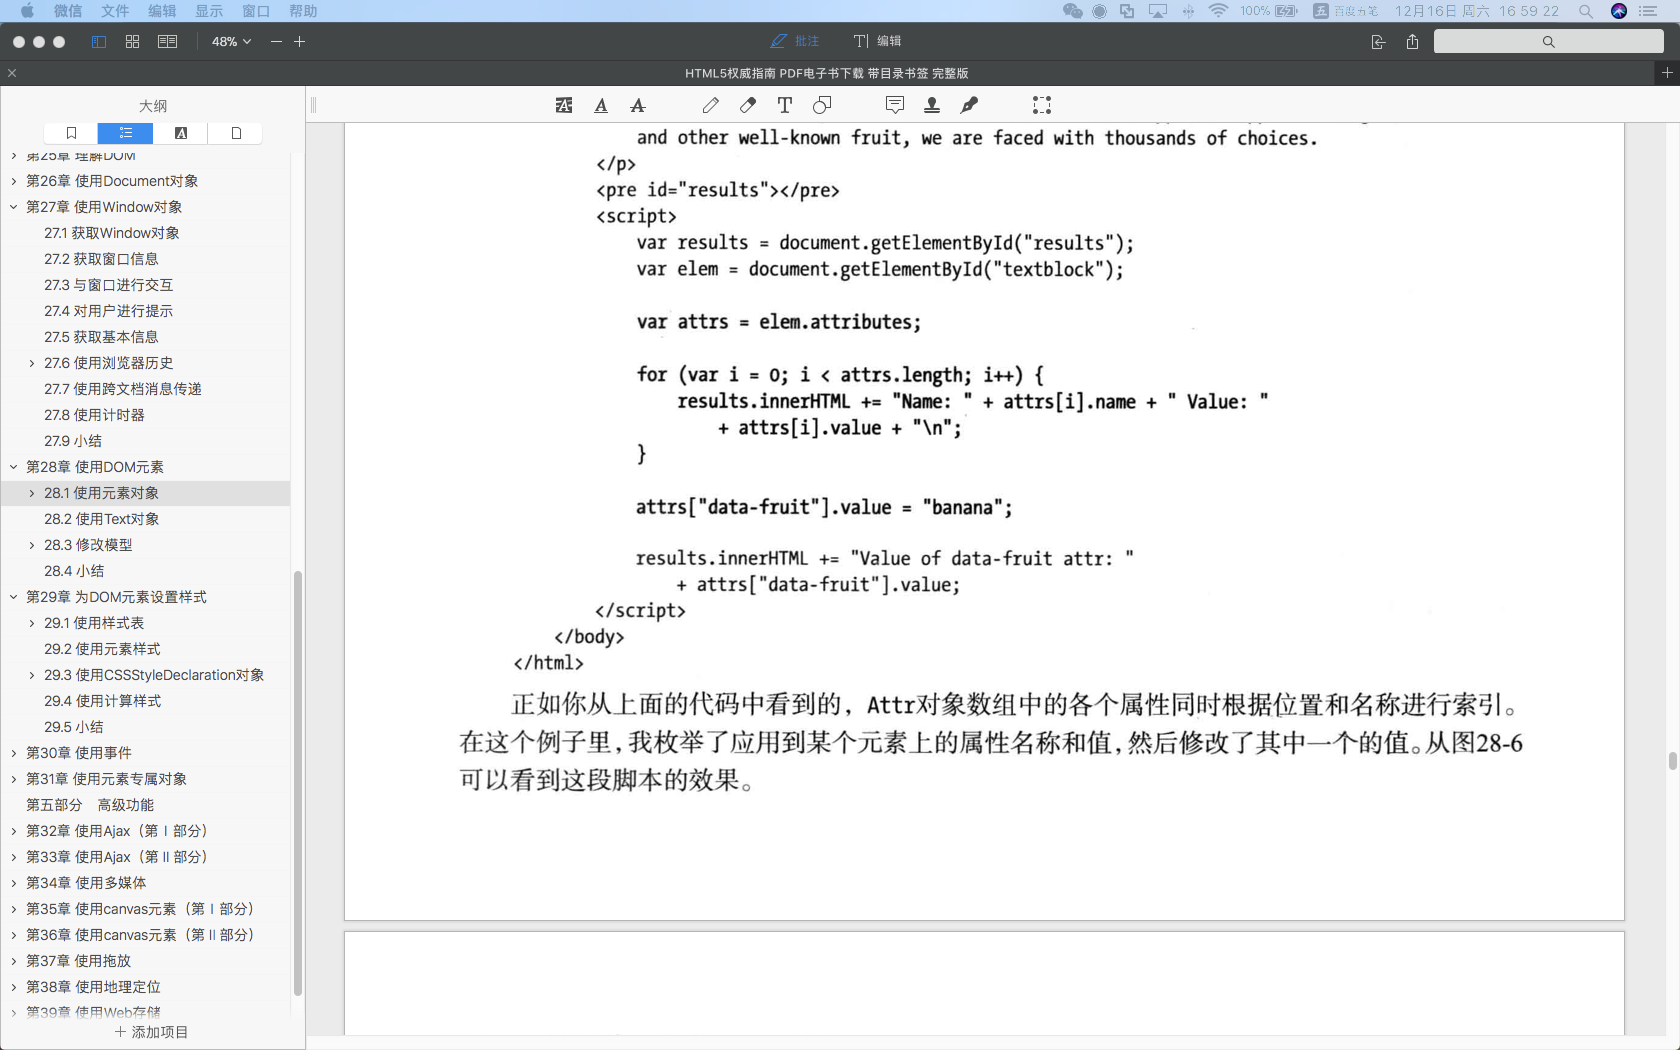 微信 文件 编辑 显示 窗口 帮助 100% 五 百度五笔 12月16日 周六 16 59 22
48% 批注 编辑
HTML5权威指南 PDF电子书下载 带目录书签 完整版
大纲
第25章 理解DOM
第26章 使用Document对象
第27章 使用Window对象
27.1 获取Window对象
27.2 获取窗口信息
27.3 与窗口进行交互
27.4 对用户进行提示
27.5 获取基本信息
27.6 使用浏览器历史
27.7 使用跨文档消息传递
27.8 使用计时器
27.9 小结
第28章 使用DOM元素
28.1 使用元素对象
28.2 使用Text对象
28.3 修改模型
28.4 小结
第29章 为DOM元素设置样式
29.1 使用样式表
29.2 使用元素样式
29.3 使用CSSStyleDeclaration对象
29.4 使用计算样式
29.5 小结
第30章 使用事件
第31章 使用元素专属对象
第五部分 高级功能
第32章 使用Ajax（第Ⅰ部分）
第33章 使用Ajax（第Ⅱ部分）
第34章 使用多媒体
第35章 使用canvas元素（第Ⅰ部分）
第36章 使用canvas元素（第Ⅱ部分）
第37章 使用拖放
第38章 使用地理定位
第39章 使用Web存储
添加项目
and other well-known fruit, we are faced with thousands of choices.
</p>
<pre id="results"></pre>
<script>
var results = document.getElementById("results");
var elem = document.getElementById("textblock");
var attrs = elem.attributes;
for (var i = 0; i < attrs.length; i++) {
results.innerHTML += "Name: " + attrs[i].name + " Value: "
+ attrs[i].value + "\n";
}
attrs["data-fruit"].value = "banana";
results.innerHTML += "Value of data-fruit attr: "
+ attrs["data-fruit"].value;
</script>
</body>
</html>
正如你从上面的代码中看到的，Attr对象数组中的各个属性同时根据位置和名称进行索引。
在这个例子里，我枚举了应用到某个元素上的属性名称和值，然后修改了其中一个的值。从图28-6
可以看到这段脚本的效果。